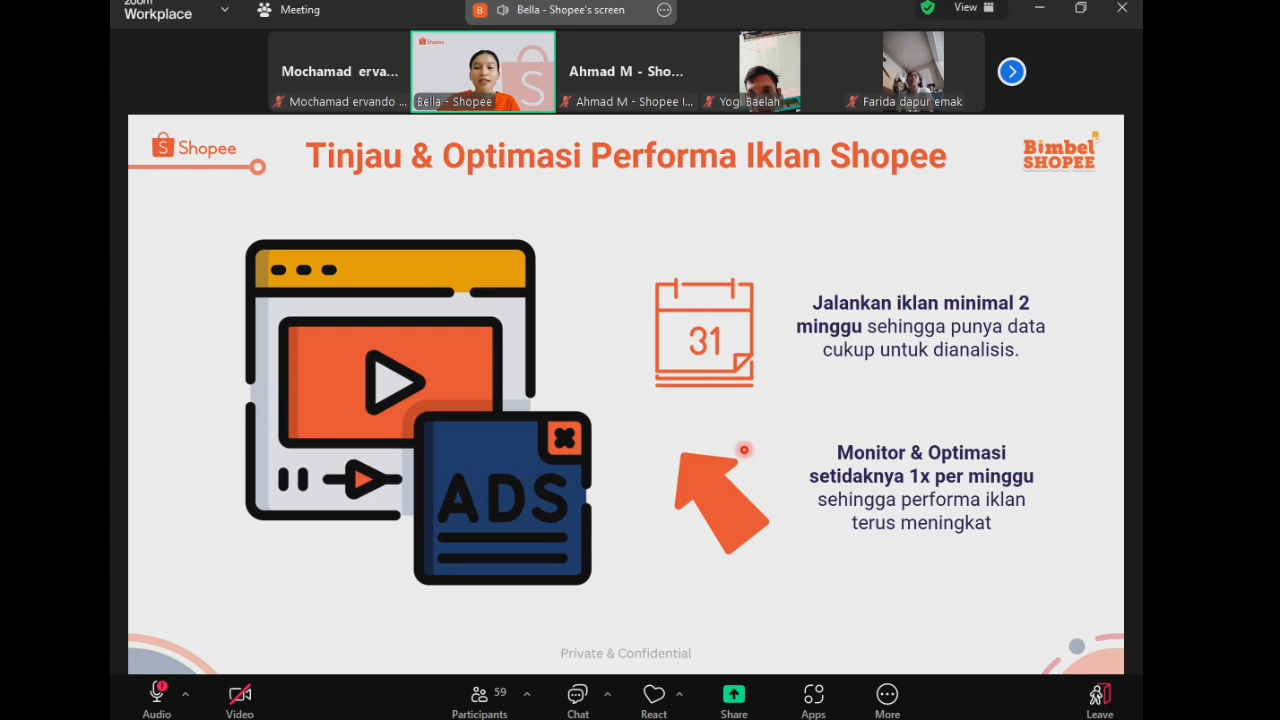 zoom
Workplace
Meeting
B
Bella - Shopee's screen
View
Mochamad erva...
Mochamad ervando ...
Shopee
S
Bella - Shopee
Ahmad M - Sho...
Ahmad M - Shopee I...
Yogi Baelah
Farida dapur emak
S Shopee
Tinjau & Optimasi Performa Iklan Shopee
Bimbel
SHOPEE
31
Jalankan iklan minimal 2
minggu sehingga punya data
cukup untuk dianalisis.
ADS
Monitor & Optimasi
setidaknya 1x per minggu
sehingga performa iklan
terus meningkat
Private & Confidential
Audio
Video
59
Participants
Chat
React
Share
Apps
More
Leave